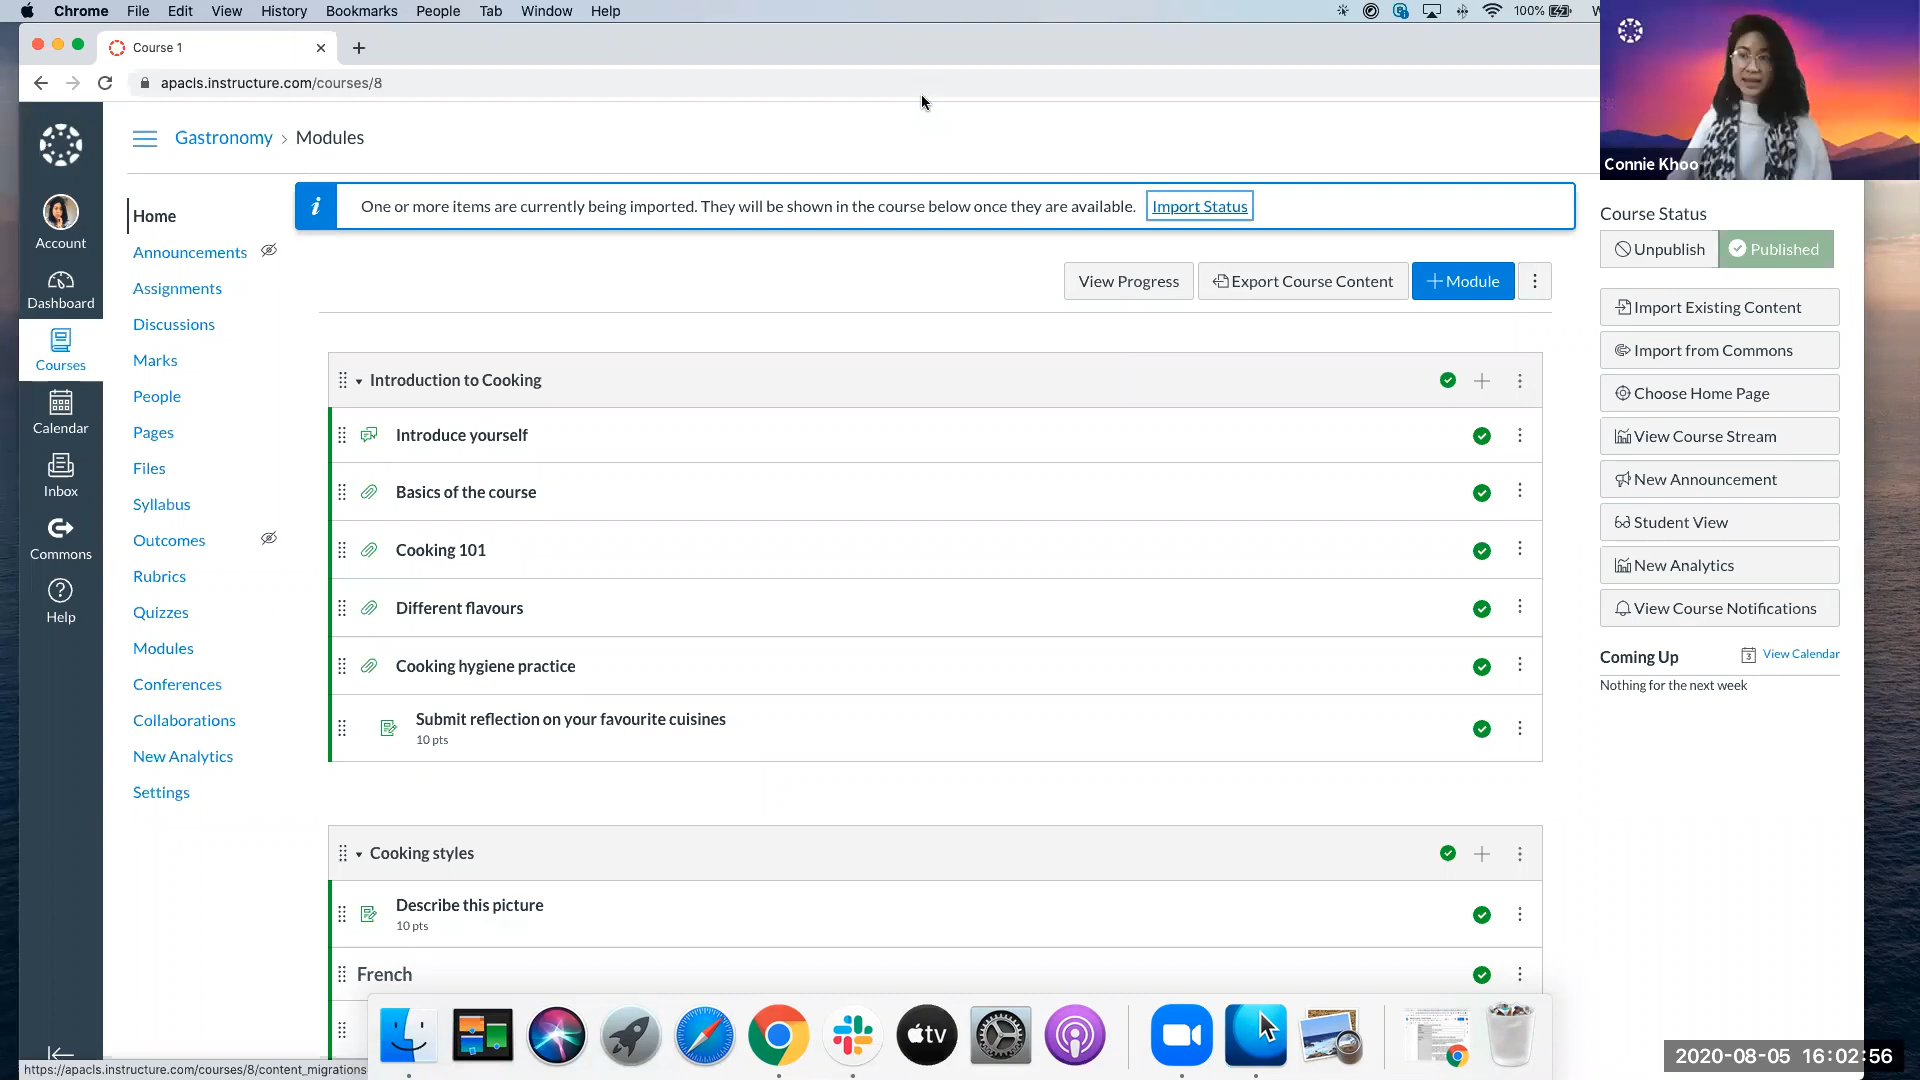 Chrome File Edit View History Bookmarks People Tab Window Help
100%
Course 1
apacls.instructure.com/courses/8
Connie Khoo
Gastronomy > Modules
Account
Dashboard
Courses
Calendar
Inbox
Commons
Help
Home
Announcements
Assignments
Discussions
Marks
People
Pages
Files
Syllabus
Outcomes
Rubrics
Quizzes
Modules
Conferences
Collaborations
New Analytics
Settings
i One or more items are currently being imported. They will be shown in the course below once they are available. Import Status
View Progress Export Course Content + Module
Introduction to Cooking
Introduce yourself
Basics of the course
Cooking 101
Different flavours
Cooking hygiene practice
Submit reflection on your favourite cuisines
10 pts
Cooking styles
Describe this picture
10 pts
French
Course Status
Unpublish Published
Import Existing Content
Import from Commons
Choose Home Page
View Course Stream
New Announcement
Student View
New Analytics
View Course Notifications
Coming Up
3 View Calendar
Nothing for the next week
tv
https://apacls.instructure.com/courses/8/content_migrations
2020-08-05 16:02:56